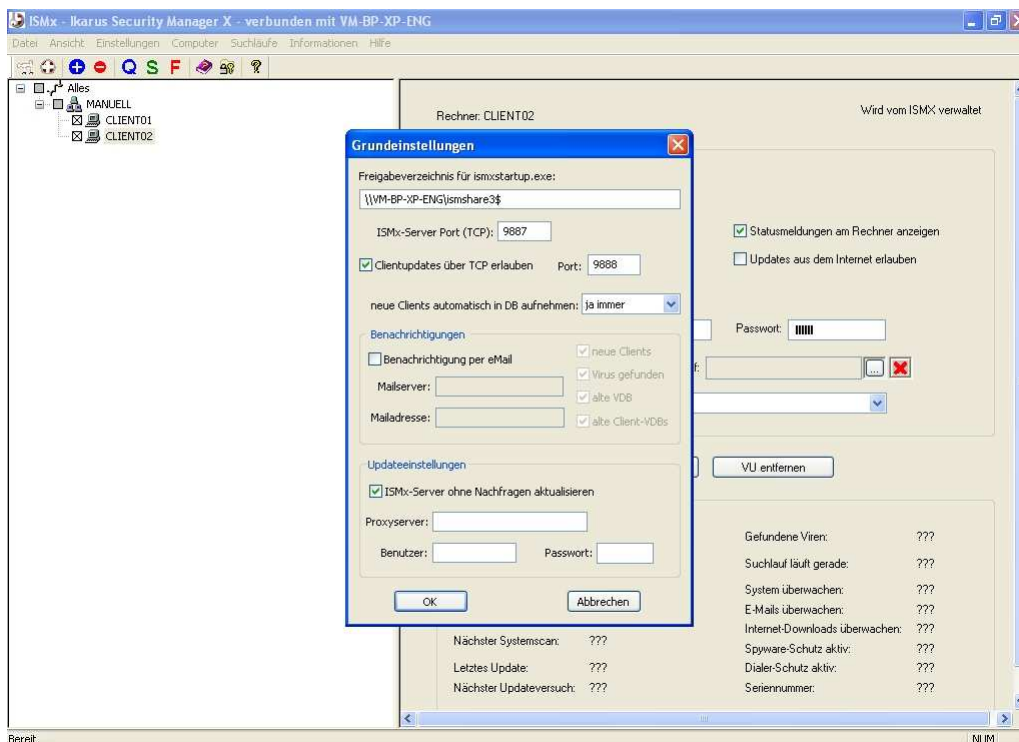 ISMx - Ikarus Security Manager X - verbunden mit VM-BP-XP-ENG
Datei Ansicht Einstellungen Computer Suchläufe Informationen Hilfe
Q S F ?
Alles
MANUELL
CLIENT01
CLIENT02
Rechner: CLIENT02
Wird vom ISMX verwaltet
Grundeinstellungen
Freigabeverzeichnis für ismxstartup.exe:
\\VM-BP-XP-ENG\ismshare3$
ISMx-Server Port (TCP): 9887
Clientupdates über TCP erlauben Port: 9888
neue Clients automatisch in DB aufnehmen: ja immer
Benachrichtigungen
Benachrichtigung per eMail
Mailserver:
Mailadresse:
neue Clients
Virus gefunden
alte VDB
alte Client-VDBs
Updateeinstellungen
ISMx-Server ohne Nachfragen aktualisieren
Proxyserver:
Benutzer: Passwort:
OK Abbrechen
Statusmeldungen am Rechner anzeigen
Updates aus dem Internet erlauben
Passwort:
...
VU entfernen
Nächster Systemscan: ???
Letztes Update: ???
Nächster Updateversuch: ???
Gefundene Viren: ???
Suchlauf läuft gerade: ???
System überwachen: ???
E-Mails überwachen: ???
Internet-Downloads überwachen: ???
Spyware-Schutz aktiv: ???
Dialer-Schutz aktiv: ???
Seriennummer: ???
Bereit
NUM